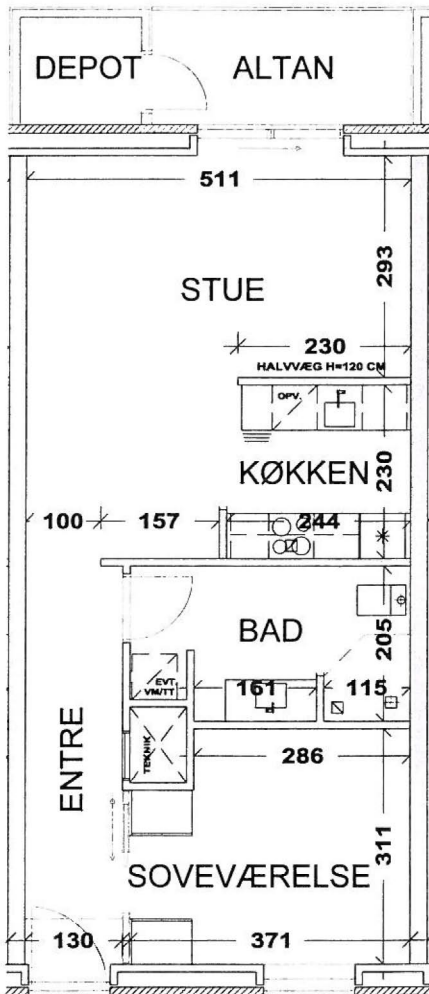 DEPOT ALTAN
511
STUE
293
230
HALVVÆG H=120 CM
OPV.
KØKKEN
230
100 157 244
BAD
205
EVT
VM/TT
161 115
TEKNIK
ENTRE
286
311
SOVEVÆRELSE
130 371